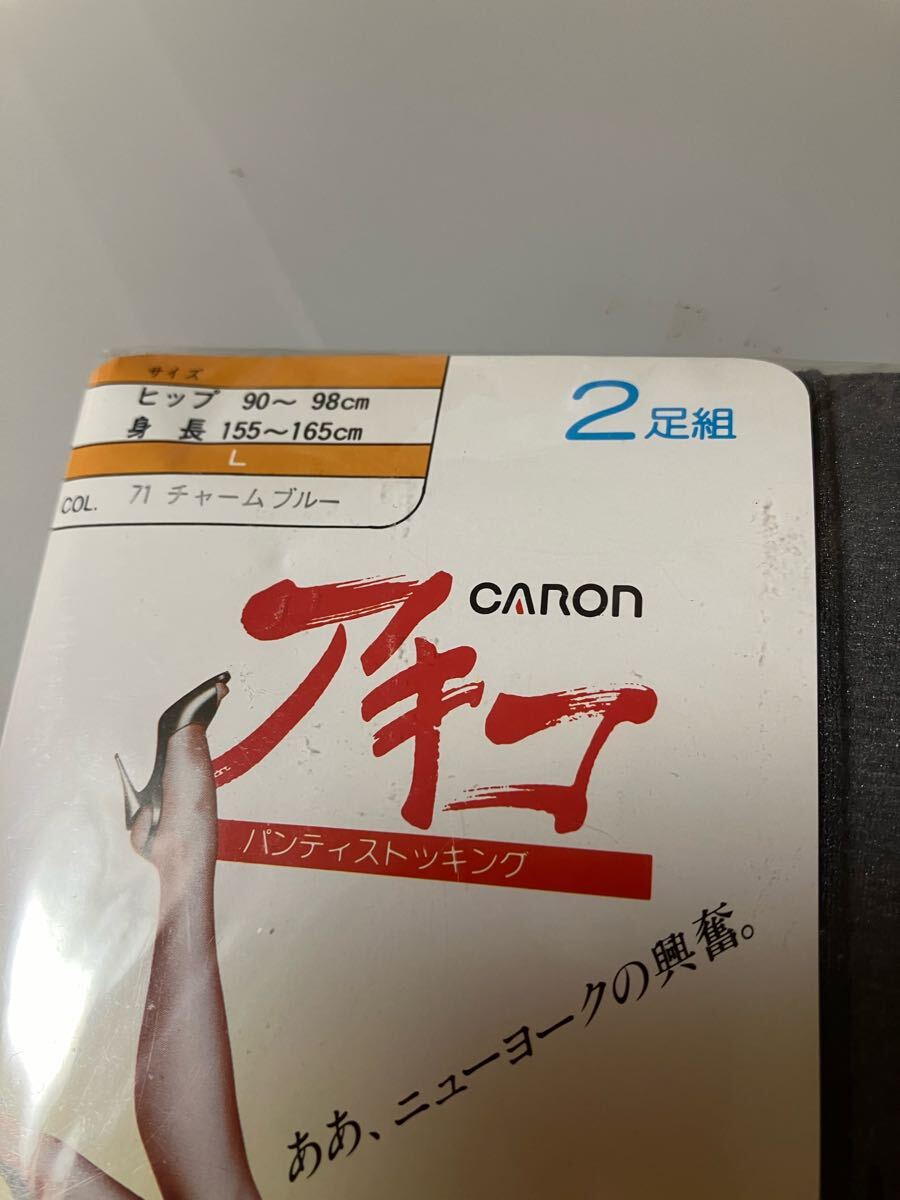 サイズ
ヒップ 90～ 98cm
身 長 155～165cm
L
COL. 71 チャームブルー
2足組
CARON
アキコ
パンティストッキング
ああ、ニューヨークの興奮。